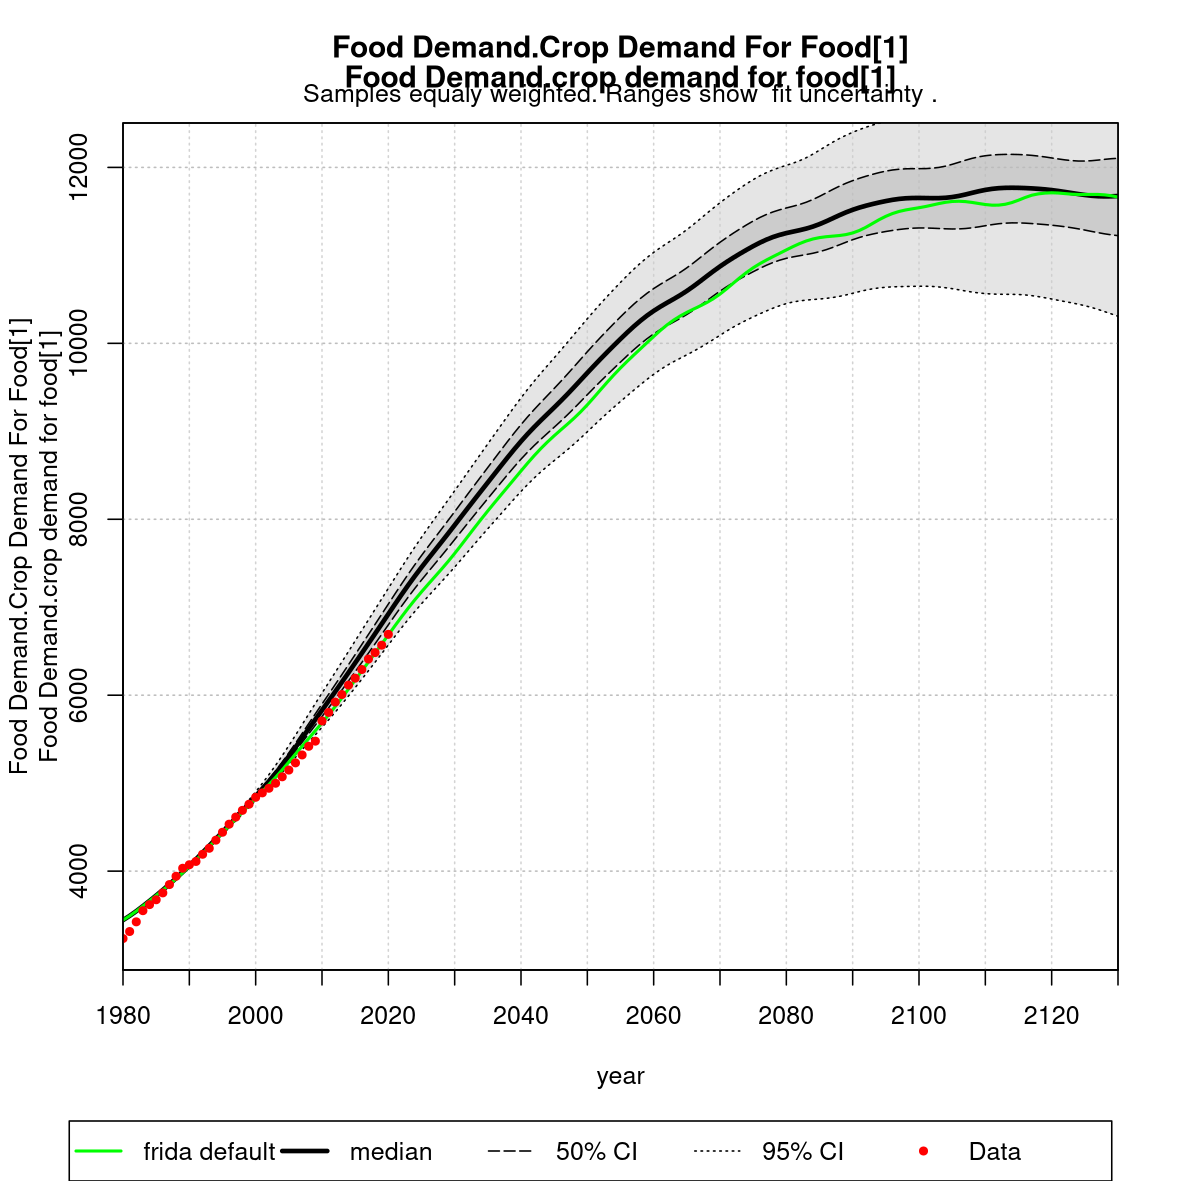 Food Demand.Crop Demand For Food[1]
Food Demand.crop demand for food[1]
Samples equaly weighted. Ranges show  fit uncertainty .
Food Demand.Crop Demand For Food[1]
Food Demand.crop demand for food[1]
12000
10000
8000
6000
4000
1980 2000 2020 2040 2060 2080 2100 2120
year
frida default median 50% CI 95% CI Data